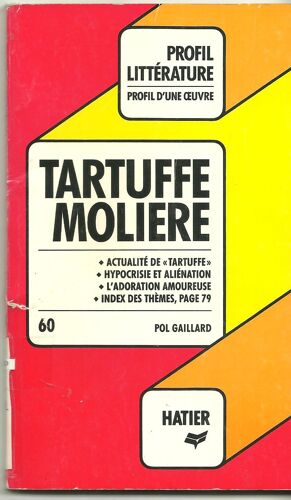 PROFIL
LITTÉRATURE
PROFIL D'UNE ŒUVRE
TARTUFFE
MOLIERE
• ACTUALITÉ DE «TARTUFFE»
• HYPOCRISIE ET ALIÉNATION
• L'ADORATION AMOUREUSE
• INDEX DES THÈMES, PAGE 79
60
POL GAILLARD
HATIER